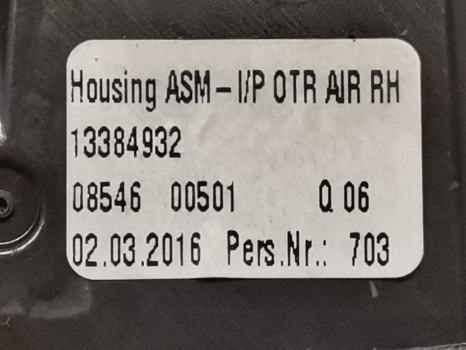 Housing ASM-I/P OTR AIR RH
13384932
08546 00501 Q 06
02.03.2016 Pers.Nr.: 703